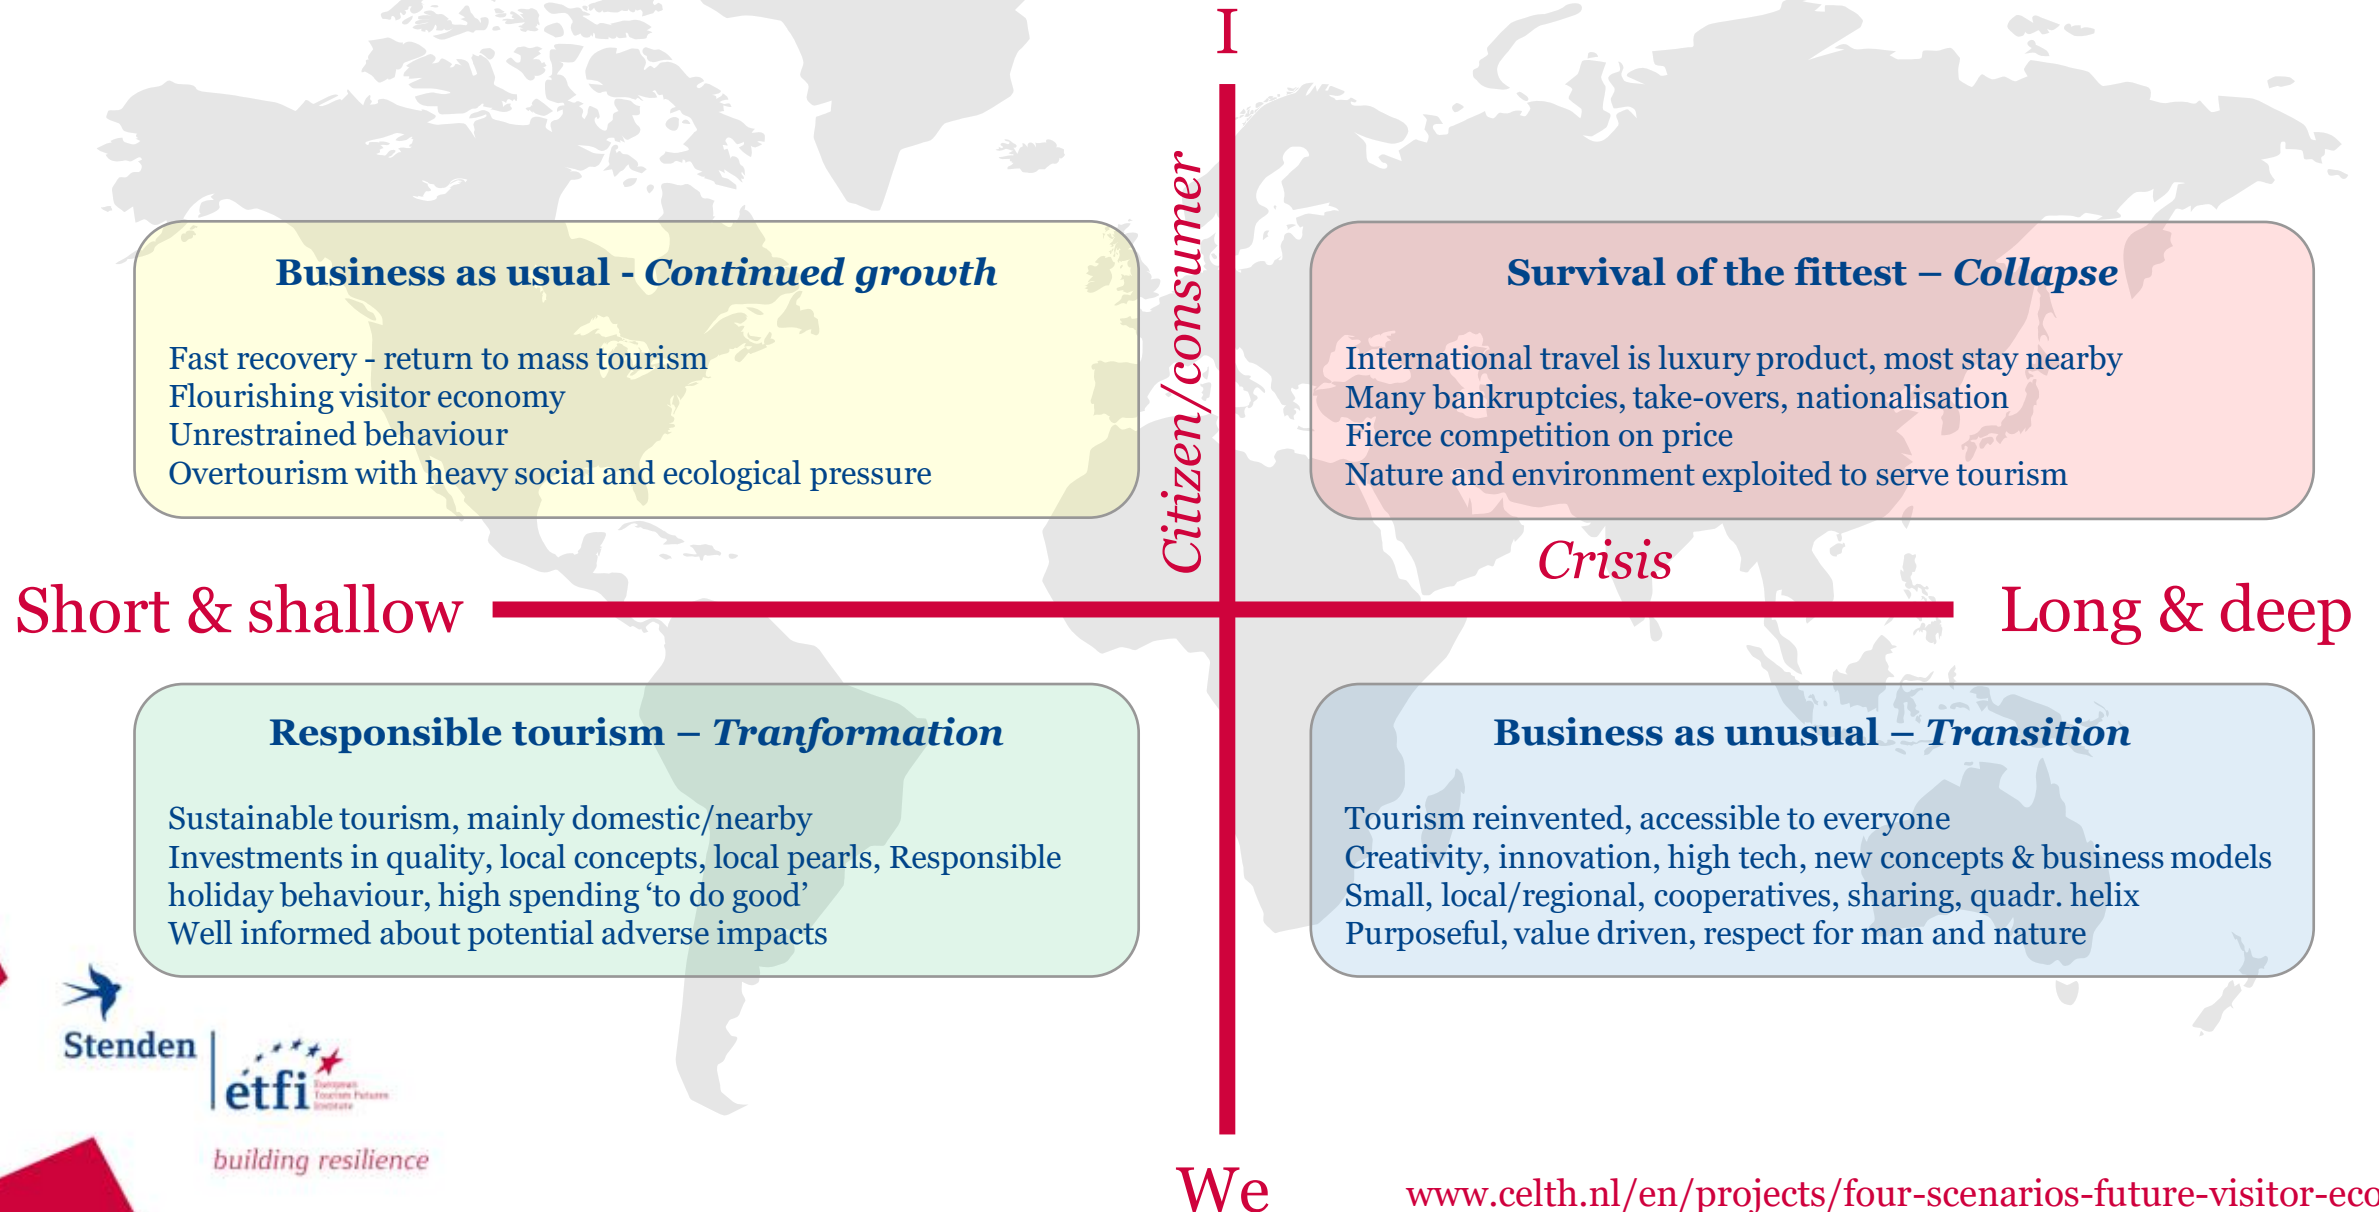 I
Citizen/consumer
Business as usual - Continued growth
Fast recovery - return to mass tourism
Flourishing visitor economy
Unrestrained behaviour
Overtourism with heavy social and ecological pressure
Survival of the fittest – Collapse
International travel is luxury product, most stay nearby
Many bankruptcies, take-overs, nationalisation
Fierce competition on price
Nature and environment exploited to serve tourism
Crisis
Short & shallow
Long & deep
Responsible tourism – Tranformation
Sustainable tourism, mainly domestic/nearby
Investments in quality, local concepts, local pearls, Responsible
holiday behaviour, high spending ‘to do good’
Well informed about potential adverse impacts
Business as unusual – Transition
Tourism reinvented, accessible to everyone
Creativity, innovation, high tech, new concepts & business models
Small, local/regional, cooperatives, sharing, quadr. helix
Purposeful, value driven, respect for man and nature
Stenden
etfi
European
Tourism Futures
Institute
building resilience
We
www.celth.nl/en/projects/four-scenarios-future-visitor-eco